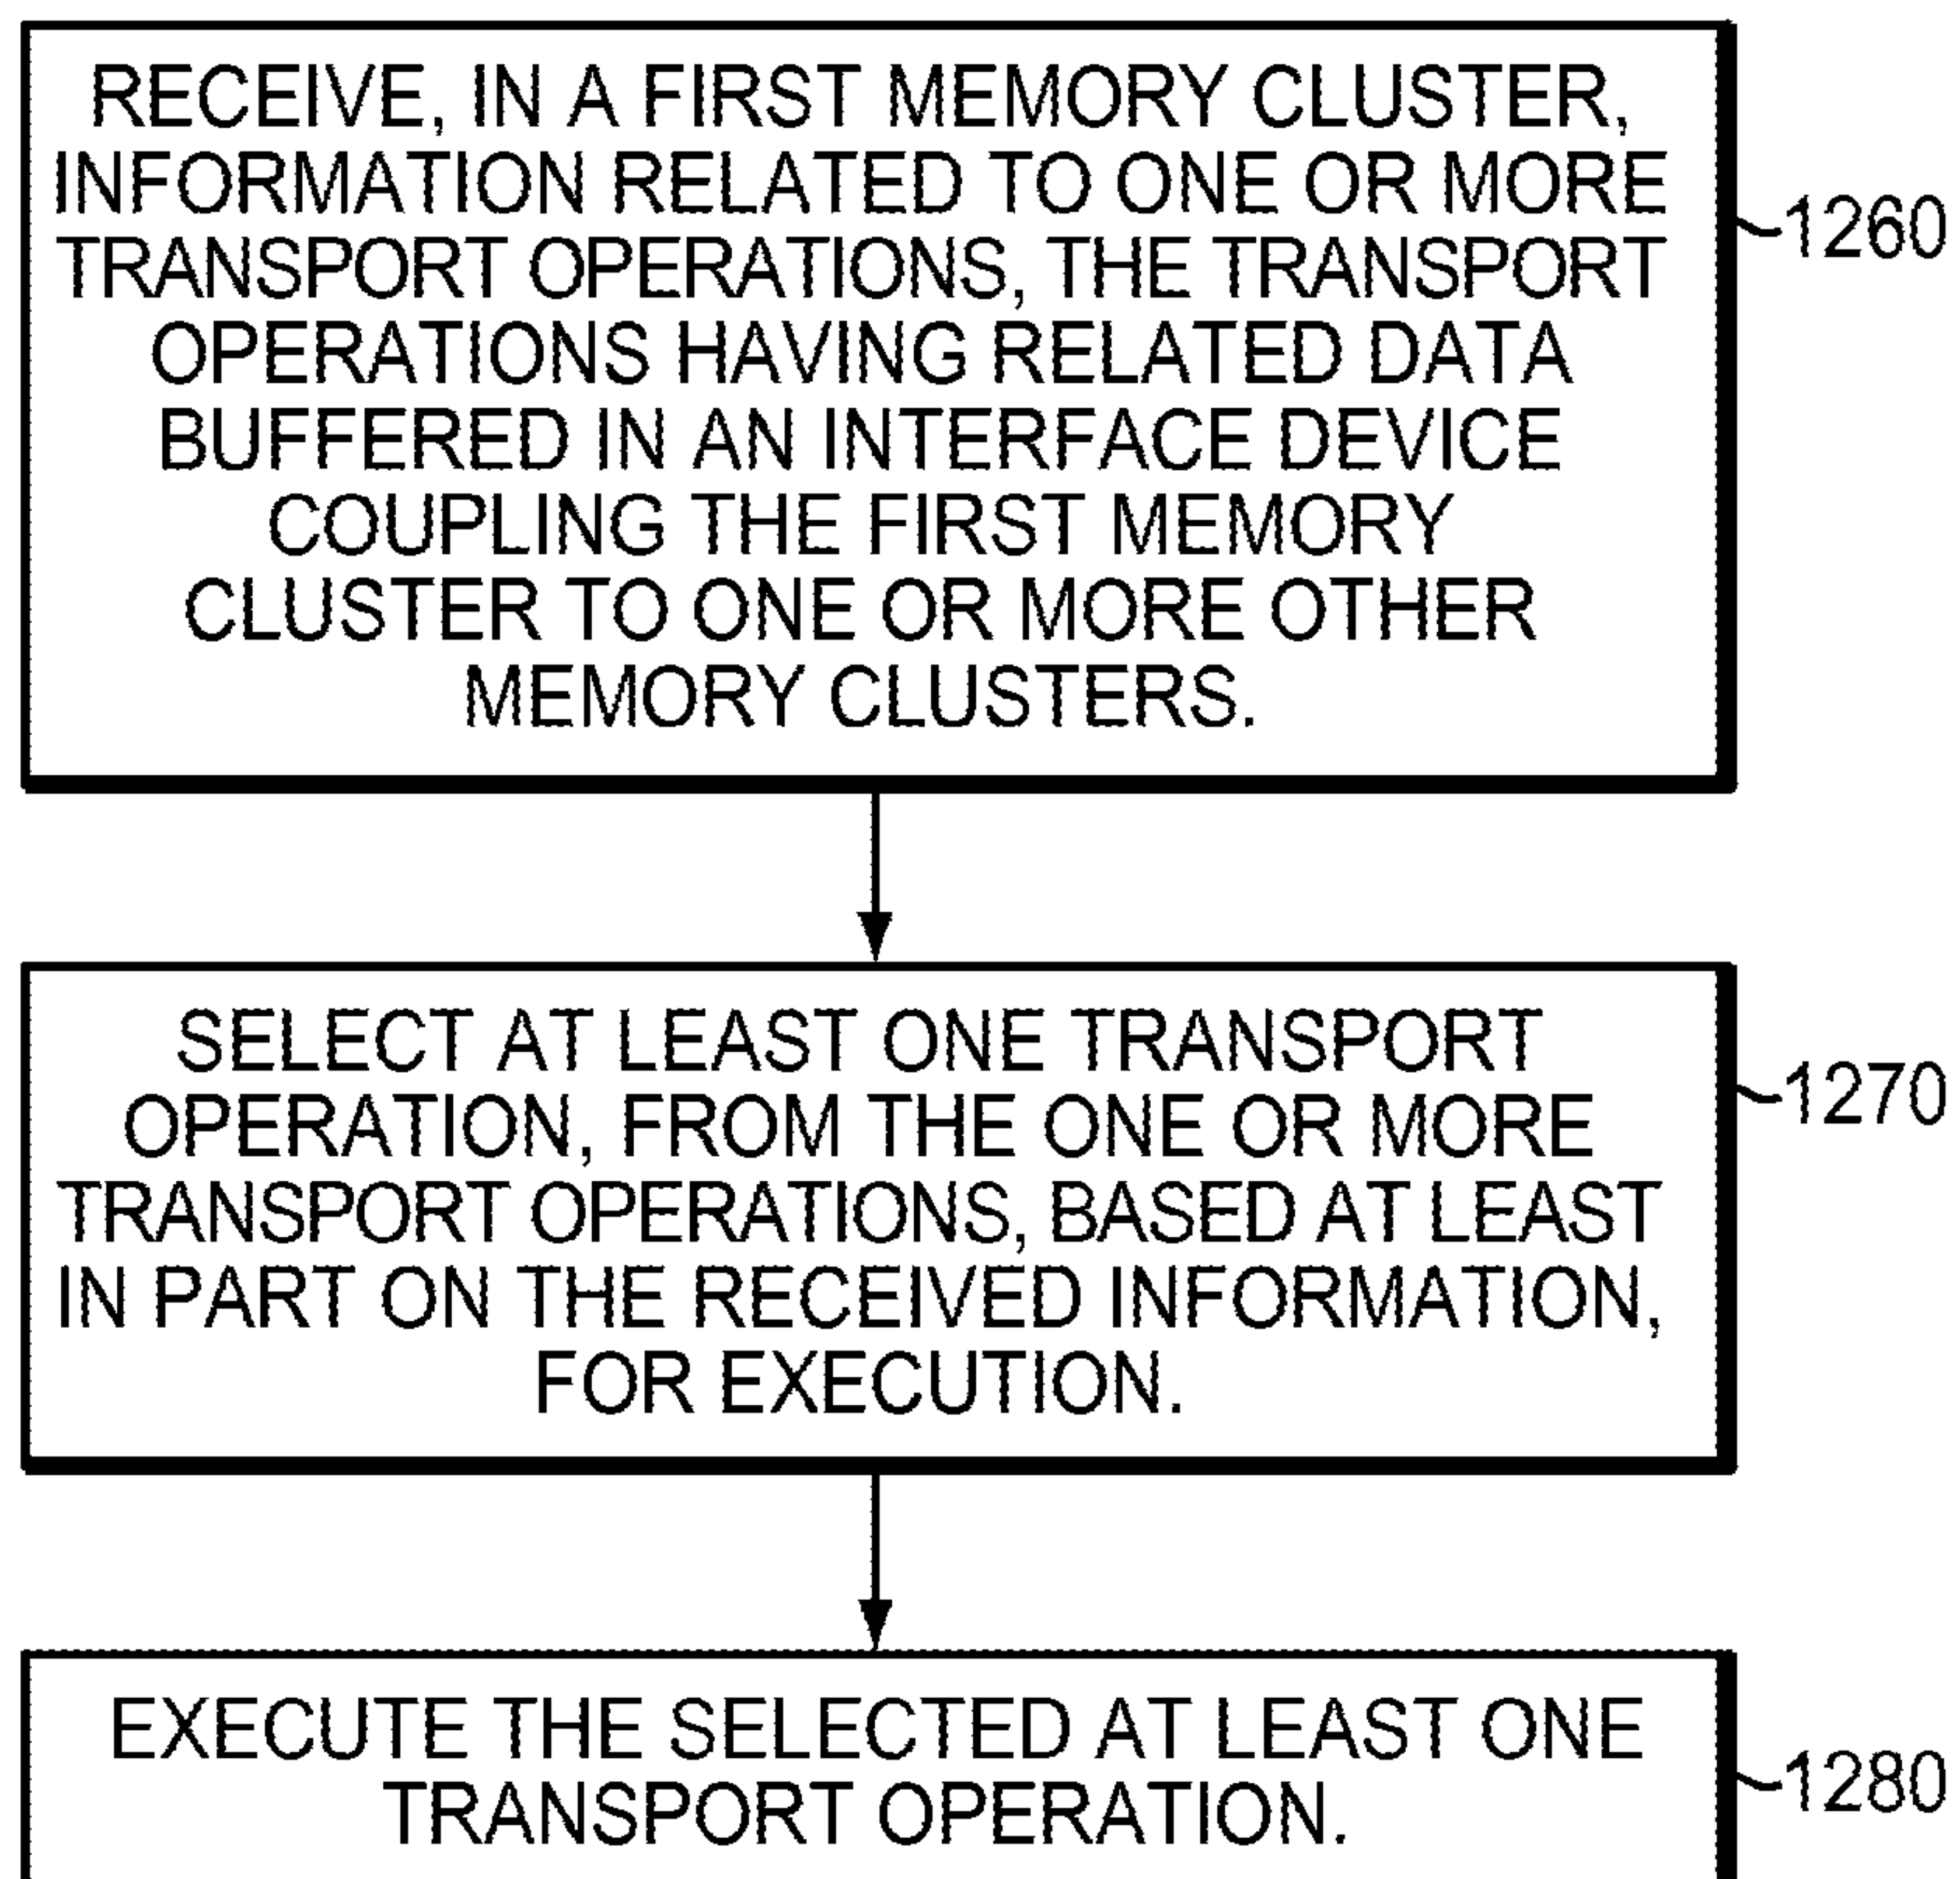 RECEIVE, IN A FIRST MEMORY CLUSTER,
INFORMATION RELATED TO ONE OR MORE
TRANSPORT OPERATIONS, THE TRANSPORT
OPERATIONS HAVING RELATED DATA
BUFFERED IN AN INTERFACE DEVICE
COUPLING THE FIRST MEMORY
CLUSTER TO ONE OR MORE OTHER
MEMORY CLUSTERS.
1260
SELECT AT LEAST ONE TRANSPORT
OPERATION, FROM THE ONE OR MORE
TRANSPORT OPERATIONS, BASED AT LEAST
IN PART ON THE RECEIVED INFORMATION,
FOR EXECUTION.
1270
EXECUTE THE SELECTED AT LEAST ONE
TRANSPORT OPERATION.
1280